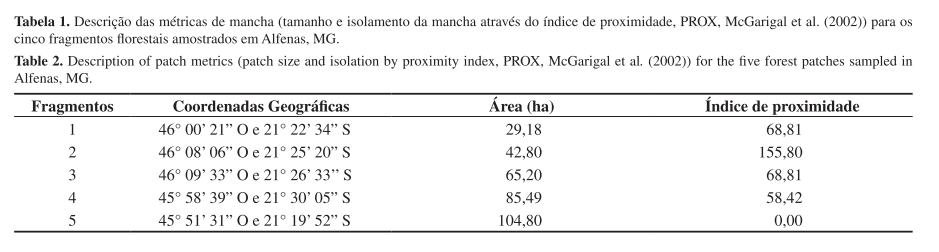 Tabela 1. Descrição das métricas de mancha (tamanho e isolamento da mancha através do índice de proximidade, PROX, McGarigal et al. (2002)) para os
cinco fragmentos florestais amostrados em Alfenas, MG.
Table 2. Description of patch metrics (patch size and isolation by proximity index, PROX, McGarigal et al. (2002)) for the five forest patches sampled in
Alfenas, MG.
Fragmentos Coordenadas Geográficas Área (ha) Índice de proximidade
1 46° 00' 21” O e 21° 22' 34” S 29,18 68,81
2 46° 08' 06” O e 21° 25' 20” S 42,80 155,80
3 46° 09' 33” O e 21° 26' 33” S 65,20 68,81
4 45° 58' 39” O e 21° 30' 05” S 85,49 58,42
5 45° 51' 31” O e 21° 19' 52” S 104,80 0,00